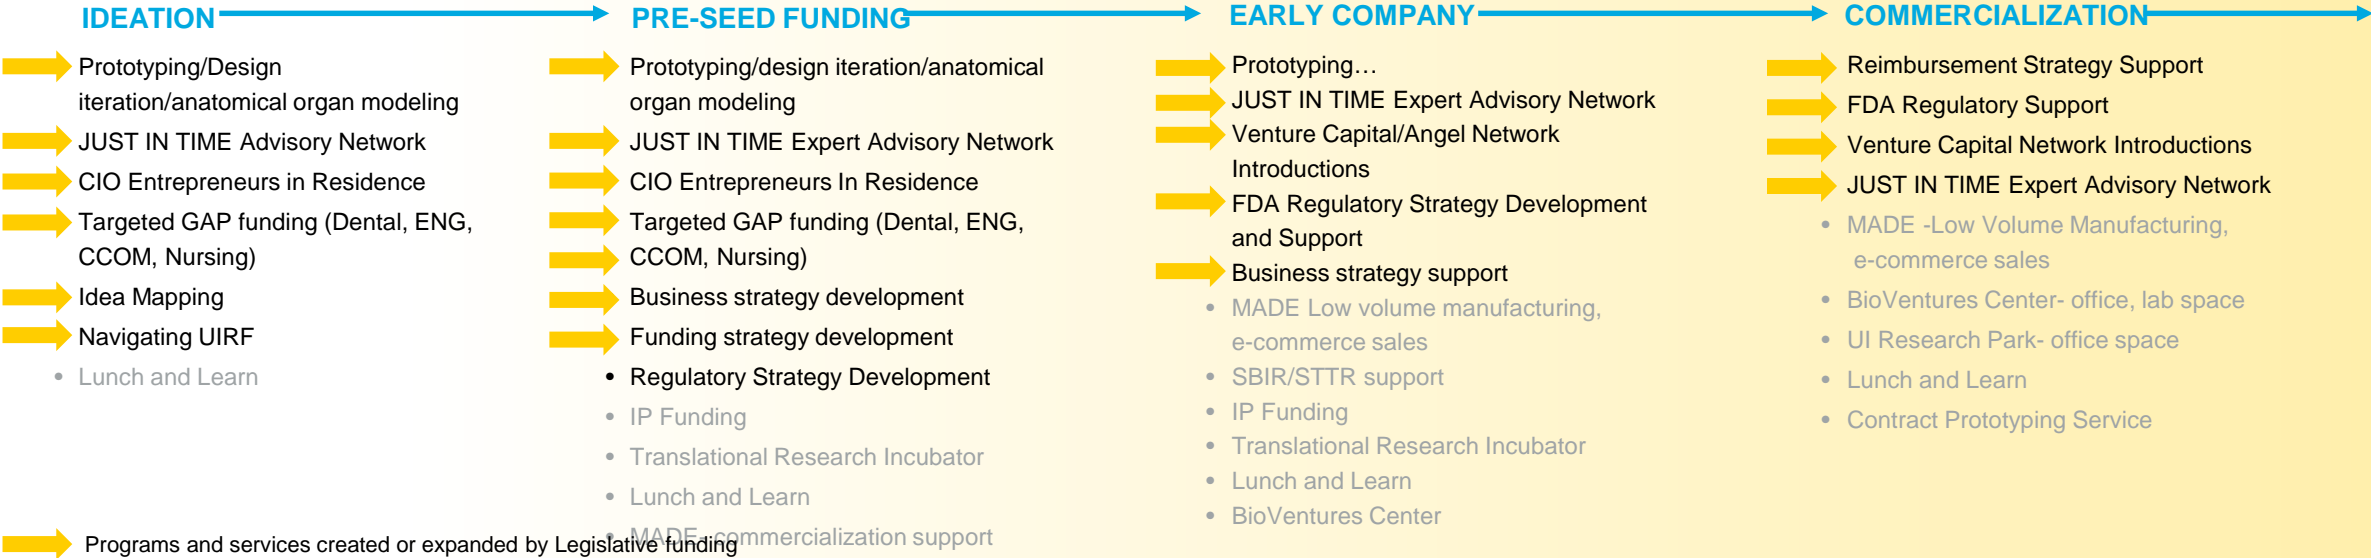 IDEATION
Prototyping/Design
iteration/anatomical organ modeling
JUST IN TIME Advisory Network
CIO Entrepreneurs in Residence
Targeted GAP funding (Dental, ENG,
CCOM, Nursing)
Idea Mapping
Navigating UIRF
• Lunch and Learn
PRE-SEED FUNDING
Prototyping/design iteration/anatomical
organ modeling
JUST IN TIME Expert Advisory Network
CIO Entrepreneurs In Residence
Targeted GAP funding (Dental, ENG,
CCOM, Nursing)
Business strategy development
Funding strategy development
• Regulatory Strategy Development
• IP Funding
• Translational Research Incubator
• Lunch and Learn
• MADE- commercialization support
EARLY COMPANY
Prototyping…
JUST IN TIME Expert Advisory Network
Venture Capital/Angel Network
Introductions
FDA Regulatory Strategy Development
and Support
Business strategy support
• MADE Low volume manufacturing,
e-commerce sales
• SBIR/STTR support
• IP Funding
• Translational Research Incubator
• Lunch and Learn
• BioVentures Center
COMMERCIALIZATION
Reimbursement Strategy Support
FDA Regulatory Support
Venture Capital Network Introductions
JUST IN TIME Expert Advisory Network
• MADE -Low Volume Manufacturing,
e-commerce sales
• BioVentures Center- office, lab space
• UI Research Park- office space
• Lunch and Learn
• Contract Prototyping Service
Programs and services created or expanded by Legislative funding